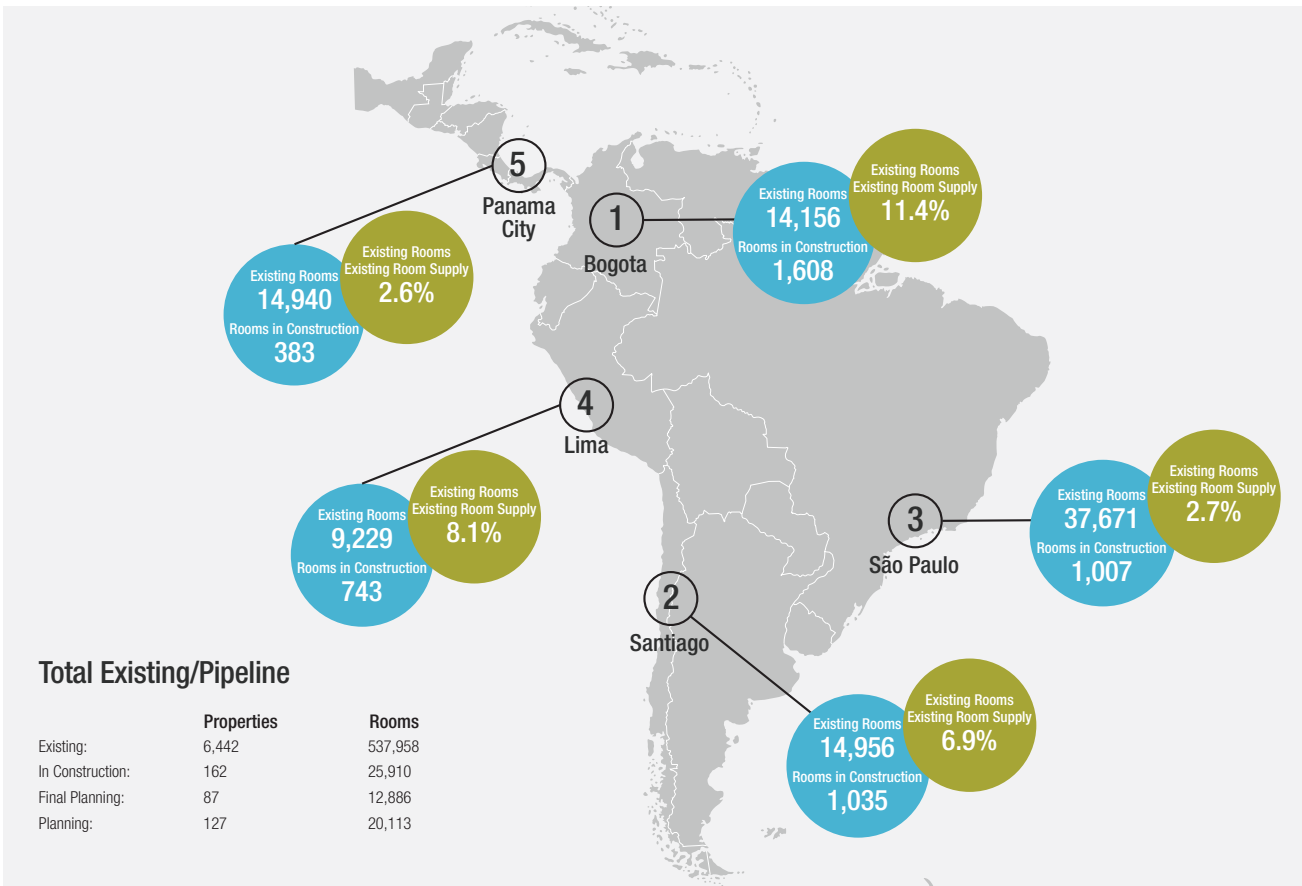 5
Panama
City
Existing Rooms
14,940
Rooms in Construction
383
Existing Rooms
Existing Room Supply
2.6%
1
Bogota
Existing Rooms
14,156
Rooms in Construction
1,608
Existing Rooms
Existing Room Supply
11.4%
4
Lima
Existing Rooms
9,229
Rooms in Construction
743
Existing Rooms
Existing Room Supply
8.1%
3
São Paulo
Existing Rooms
37,671
Rooms in Construction
1,007
Existing Rooms
Existing Room Supply
2.7%
2
Santiago
Existing Rooms
14,956
Rooms in Construction
1,035
Existing Rooms
Existing Room Supply
6.9%
Total Existing/Pipeline
Properties Rooms
Existing: 6,442 537,958
In Construction: 162 25,910
Final Planning: 87 12,886
Planning: 127 20,113